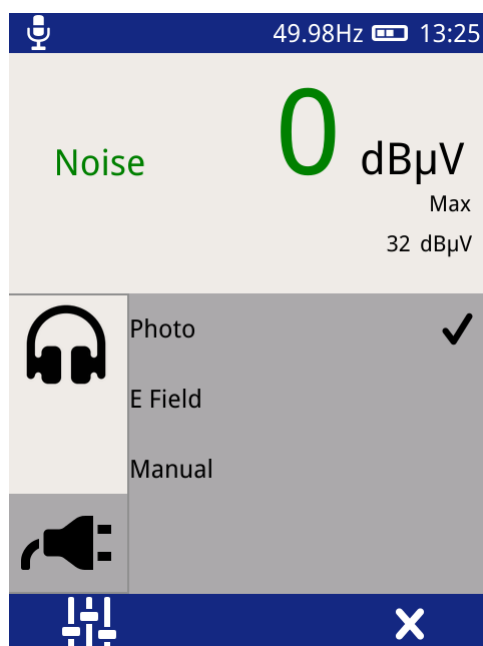 49.98Hz 13:25
Noise 0 dBµV
Max
32 dBµV
Photo
E Field
Manual